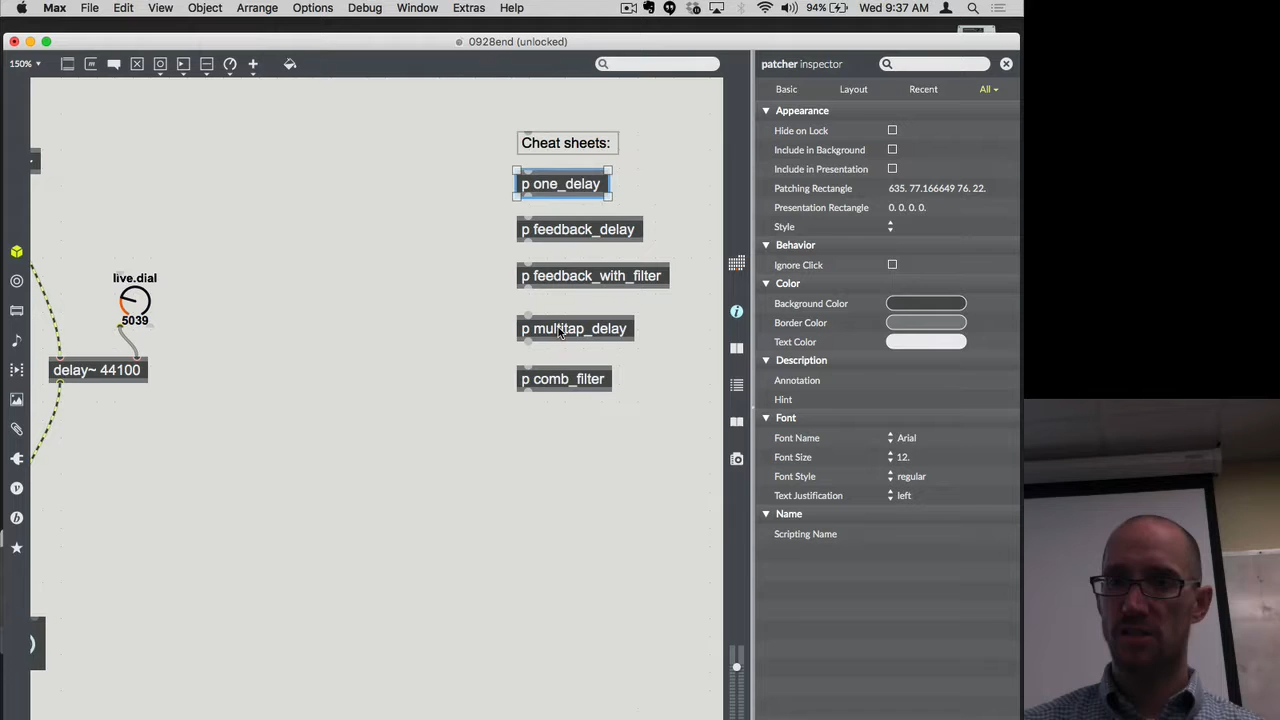 Max File Edit View Object Arrange Options Debug Window Extras Help 94% Wed 9:37 AM
0928end (unlocked)
150%
patcher inspector
Basic Layout Recent All
Appearance
Hide on Lock
Include in Background
Include in Presentation
Patching Rectangle 635. 77.166649 76. 22.
Presentation Rectangle 0. 0. 0. 0.
Style
Behavior
Ignore Click
Color
Background Color
Border Color
Text Color
Description
Annotation
Hint
Font
Font Name Arial
Font Size 12.
Font Style regular
Text Justification left
Name
Scripting Name
Cheat sheets:
p one_delay
p feedback_delay
p feedback_with_filter
p multitap_delay
p comb_filter
live.dial
5039
delay~ 44100